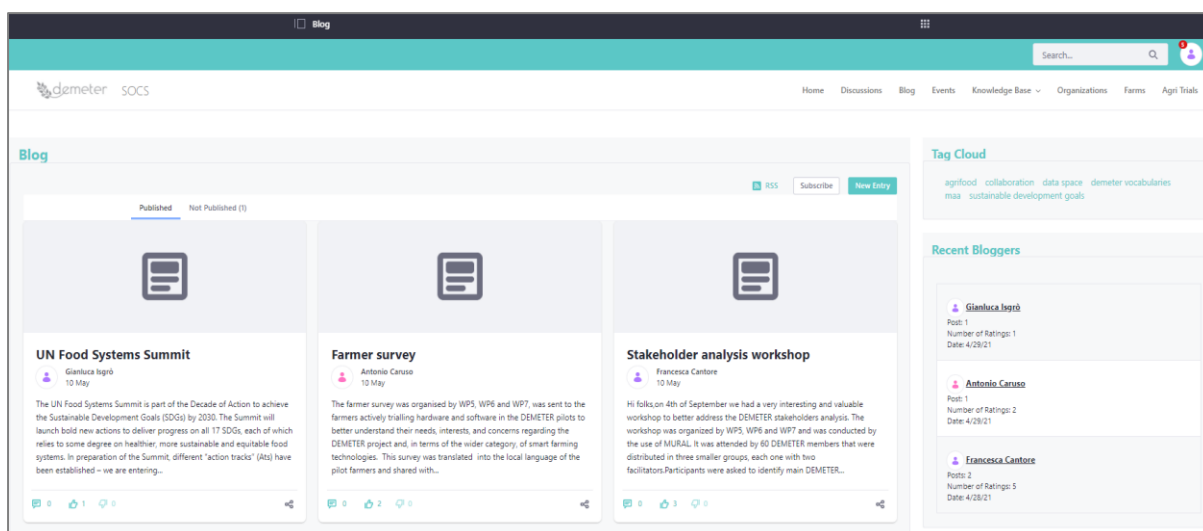 Blog
Search...
5
demeter SOCS
Home Discussions Blog Events Knowledge Base Organizations Farms Agri Trials
Blog
RSS Subscribe New Entry
Published Not Published (1)
UN Food Systems Summit
Gianluca Isgrò
10 May
The UN Food Systems Summit is part of the Decade of Action to achieve
the Sustainable Development Goals (SDGs) by 2030. The Summit will
launch bold new actions to deliver progress on all 17 SDGs, each of which
relies to some degree on healthier, more sustainable and equitable food
systems. In preparation of the Summit, different "action tracks" (Ats) have
been established – we are entering...
0 1 0
Farmer survey
Antonio Caruso
10 May
The farmer survey was organised by WP5, WP6 and WP7, was sent to the
farmers actively trialling hardware and software in the DEMETER pilots to
better understand their needs, interests, and concerns regarding the
DEMETER project and, in terms of the wider category, of smart farming
technologies. This survey was translated into the local language of the
pilot farmers and shared with...
0 2 0
Stakeholder analysis workshop
Francesca Cantore
10 May
Hi folks,on 4th of September we had a very interesting and valuable
workshop to better address the DEMETER stakeholders analysis. The
workshop was organized by WP5, WP6 and WP7 and was conducted by
the use of MURAL. It was attended by 60 DEMETER members that were
distributed in three smaller groups, each one with two
facilitators.Participants were asked to identify main DEMETER...
0 3 0
Tag Cloud
agrifood collaboration data space demeter vocabularies
maa sustainable development goals
Recent Bloggers
Gianluca Isgrò
Post: 1
Number of Ratings: 1
Date: 4/29/21
Antonio Caruso
Post: 1
Number of Ratings: 2
Date: 4/29/21
Francesca Cantore
Posts: 2
Number of Ratings: 5
Date: 4/28/21